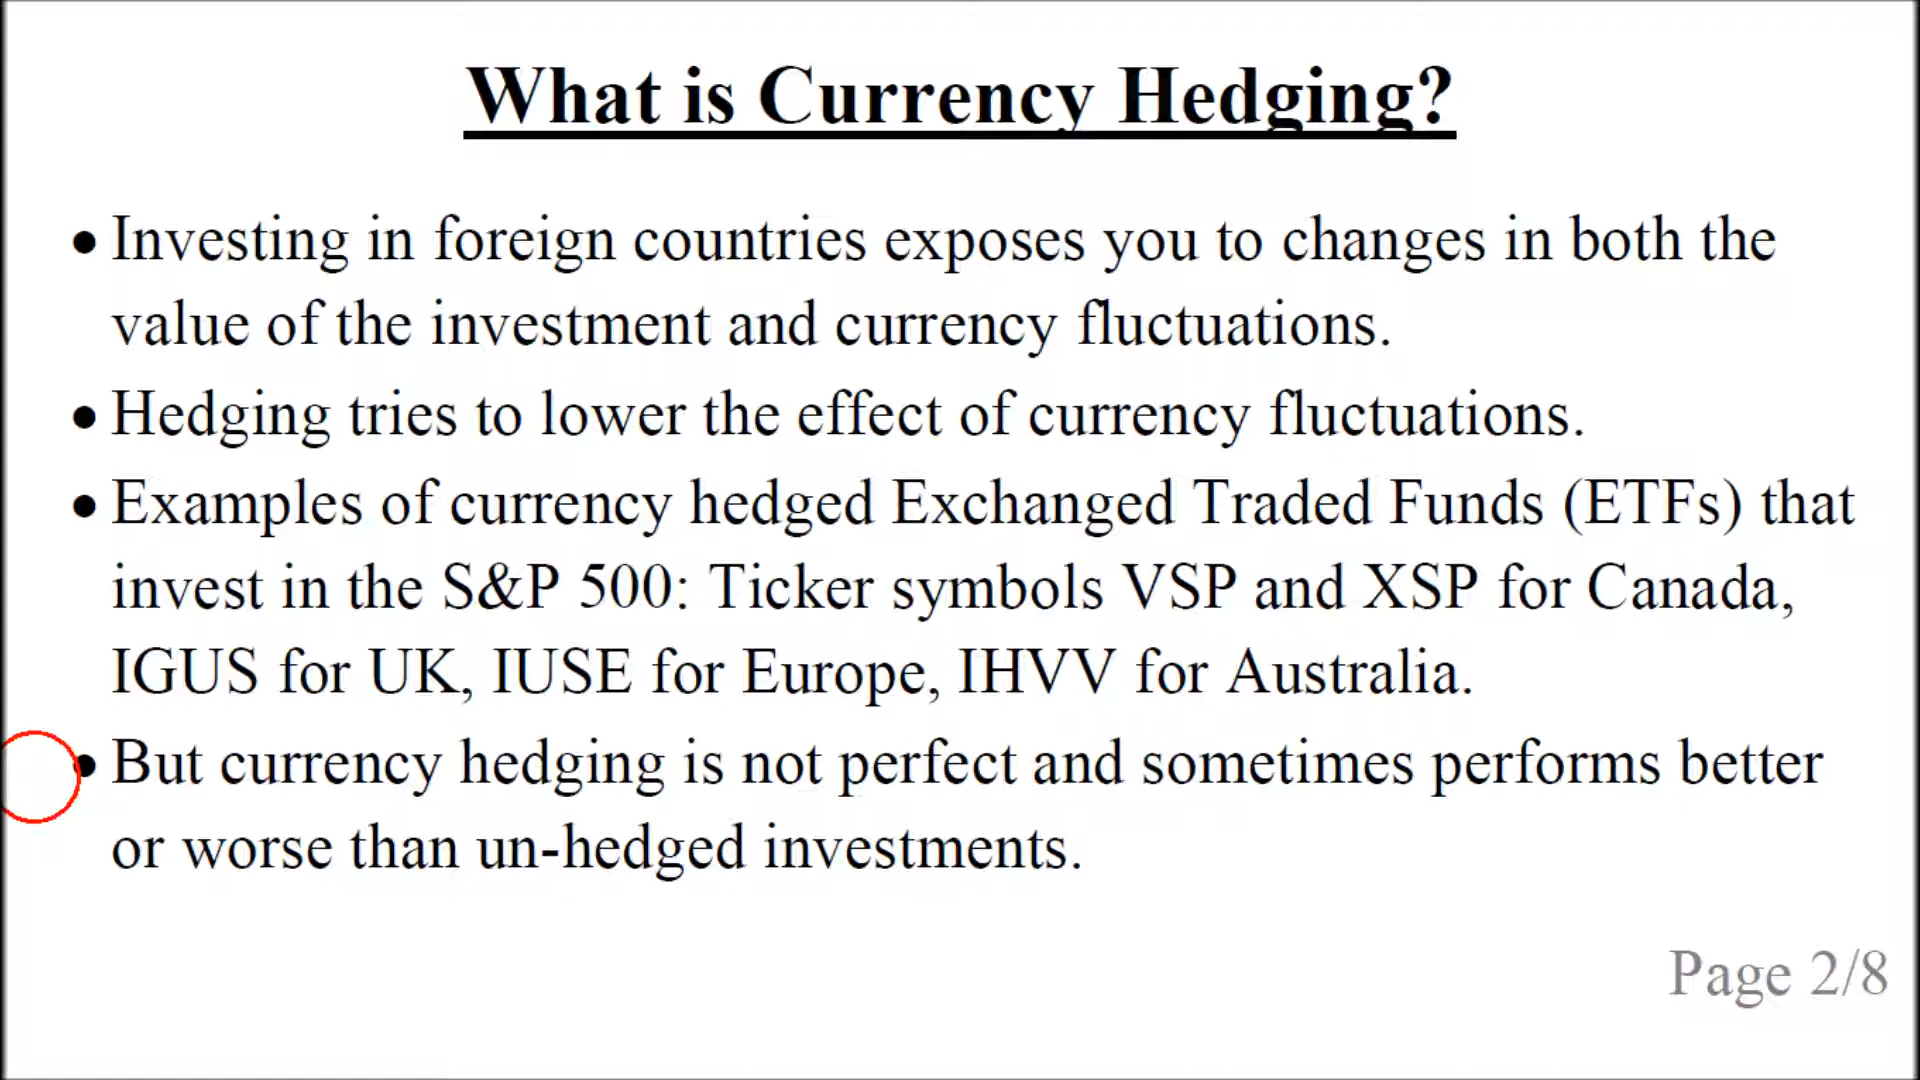 What is Currency Hedging?
• Investing in foreign countries exposes you to changes in both the
value of the investment and currency fluctuations.
• Hedging tries to lower the effect of currency fluctuations.
• Examples of currency hedged Exchanged Traded Funds (ETFs) that
invest in the S&P 500: Ticker symbols VSP and XSP for Canada,
IGUS for UK, IUSE for Europe, IHVV for Australia.
• But currency hedging is not perfect and sometimes performs better
or worse than un-hedged investments.
Page 2/8